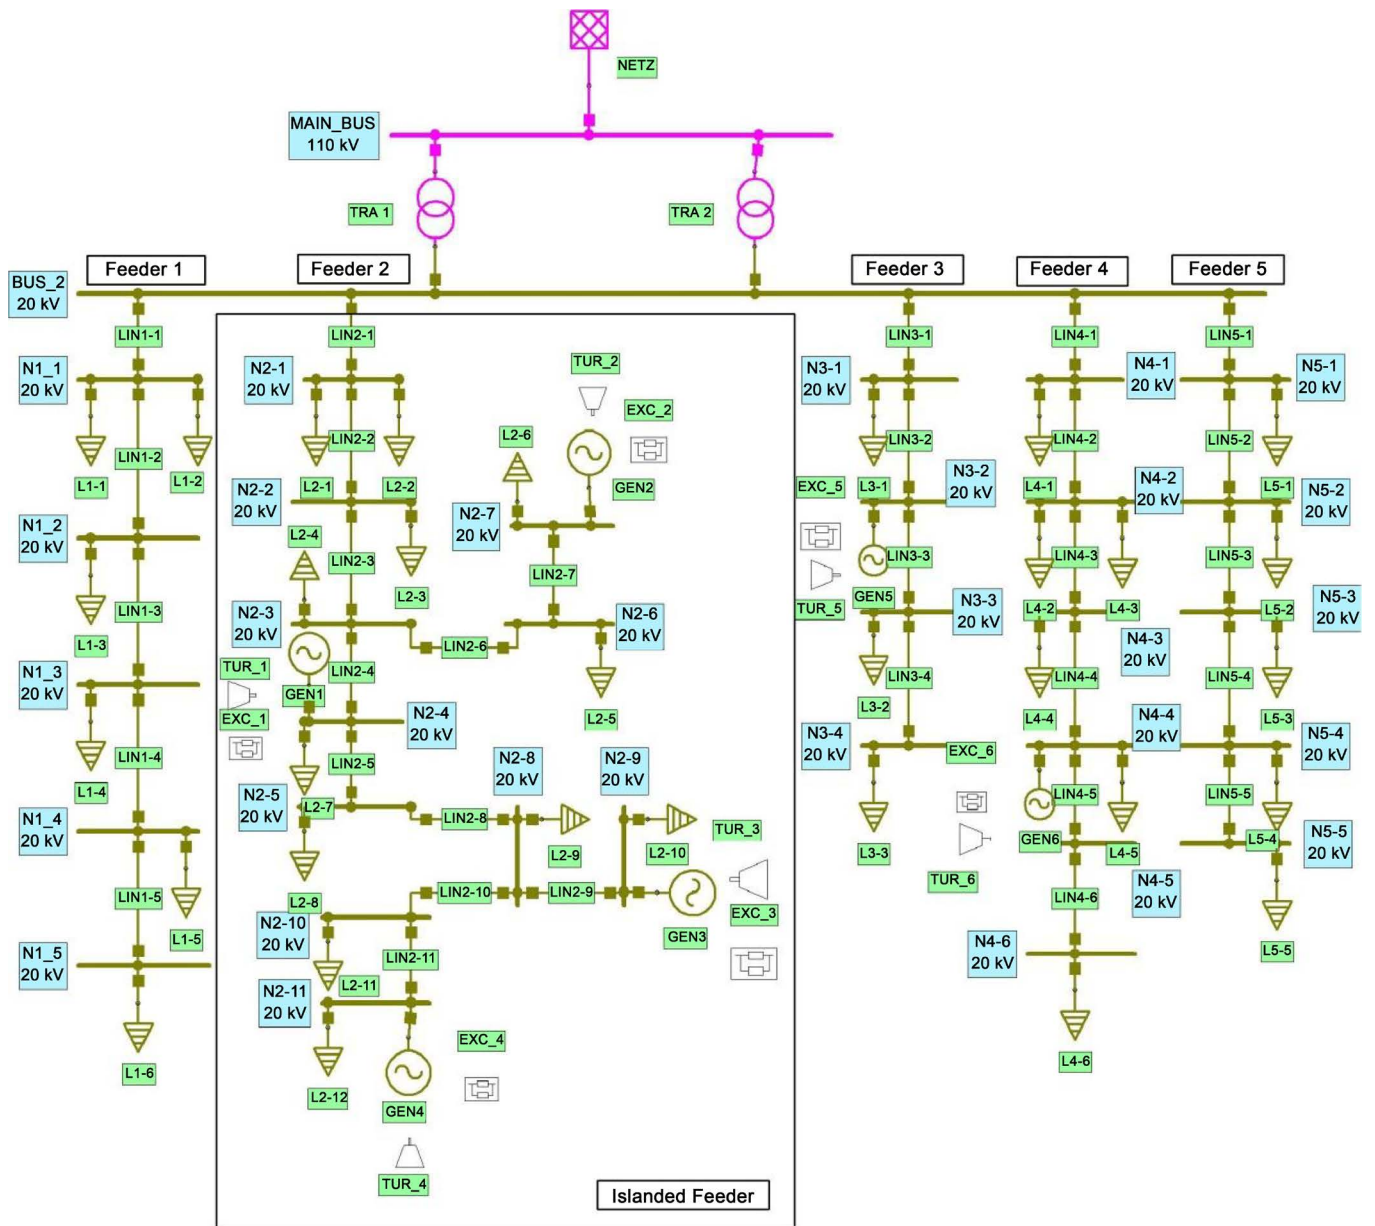 NETZ
MAIN_BUS
110 kV
TRA 1
TRA 2
Feeder 1
Feeder 2
Feeder 3
Feeder 4
Feeder 5
BUS_2
20 kV
LIN1-1
N1_1
20 kV
LIN1-2
L1-1
L1-2
N1_2
20 kV
LIN1-3
L1-3
N1_3
20 kV
LIN1-4
L1-4
N1_4
20 kV
LIN1-5
L1-5
N1_5
20 kV
L1-6
LIN2-1
N2-1
20 kV
LIN2-2
L2-1
L2-2
N2-2
20 kV
L2-4
LIN2-3
L2-3
N2-3
20 kV
TUR_1
GEN1
EXC_1
LIN2-4
N2-4
20 kV
LIN2-5
L2-7
N2-5
20 kV
TUR_2
EXC_2
L2-6
GEN2
N2-7
20 kV
LIN2-7
LIN2-6
N2-6
20 kV
L2-5
N2-8
20 kV
N2-9
20 kV
LIN2-8
L2-9
L2-10
TUR_3
LIN2-10
LIN2-9
EXC_3
GEN3
L2-8
N2-10
20 kV
LIN2-11
L2-11
N2-11
20 kV
EXC_4
L2-12
GEN4
TUR_4
Islanded Feeder
LIN3-1
N3-1
20 kV
LIN3-2
EXC_5
L3-1
N3-2
20 kV
LIN3-3
TUR_5
GEN5
N3-3
20 kV
LIN3-4
L3-2
N3-4
20 kV
L3-3
LIN4-1
N4-1
20 kV
LIN4-2
L4-1
N4-2
20 kV
LIN4-3
L4-2
L4-3
N4-3
20 kV
LIN4-4
L4-4
N4-4
20 kV
EXC_6
LIN4-5
GEN6
L4-5
TUR_6
LIN4-6
N4-5
20 kV
N4-6
20 kV
L4-6
LIN5-1
N5-1
20 kV
LIN5-2
L5-1
N5-2
20 kV
LIN5-3
L5-2
N5-3
20 kV
LIN5-4
L5-3
N5-4
20 kV
LIN5-5
L5-4
N5-5
20 kV
L5-5